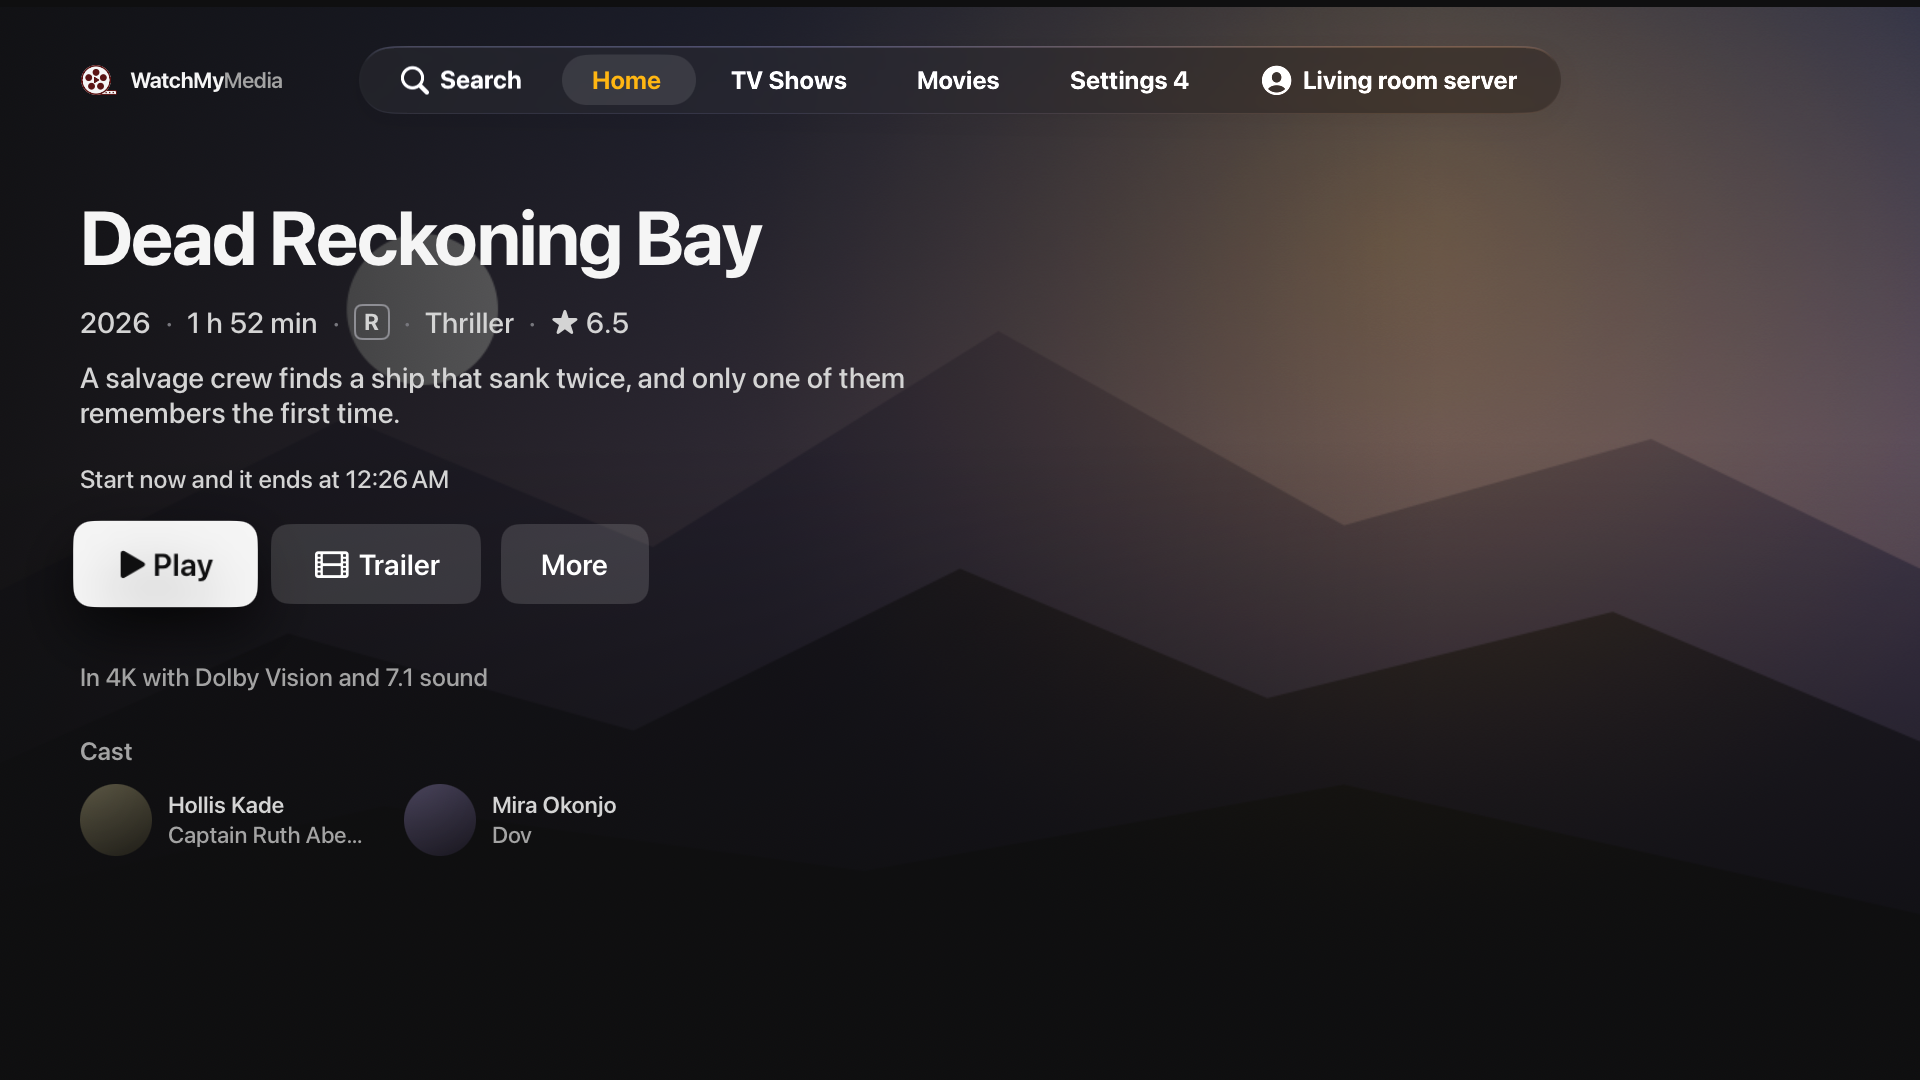 WatchMyMedia
Search Home TV Shows Movies Settings 4 Living room server
Dead Reckoning Bay
2026 · 1 h 52 min · R · Thriller · ★ 6.5
A salvage crew finds a ship that sank twice, and only one of them
remembers the first time.
Start now and it ends at 12:26 AM
Play Trailer More
In 4K with Dolby Vision and 7.1 sound
Cast
Hollis Kade Mira Okonjo
Captain Ruth Abe... Dov